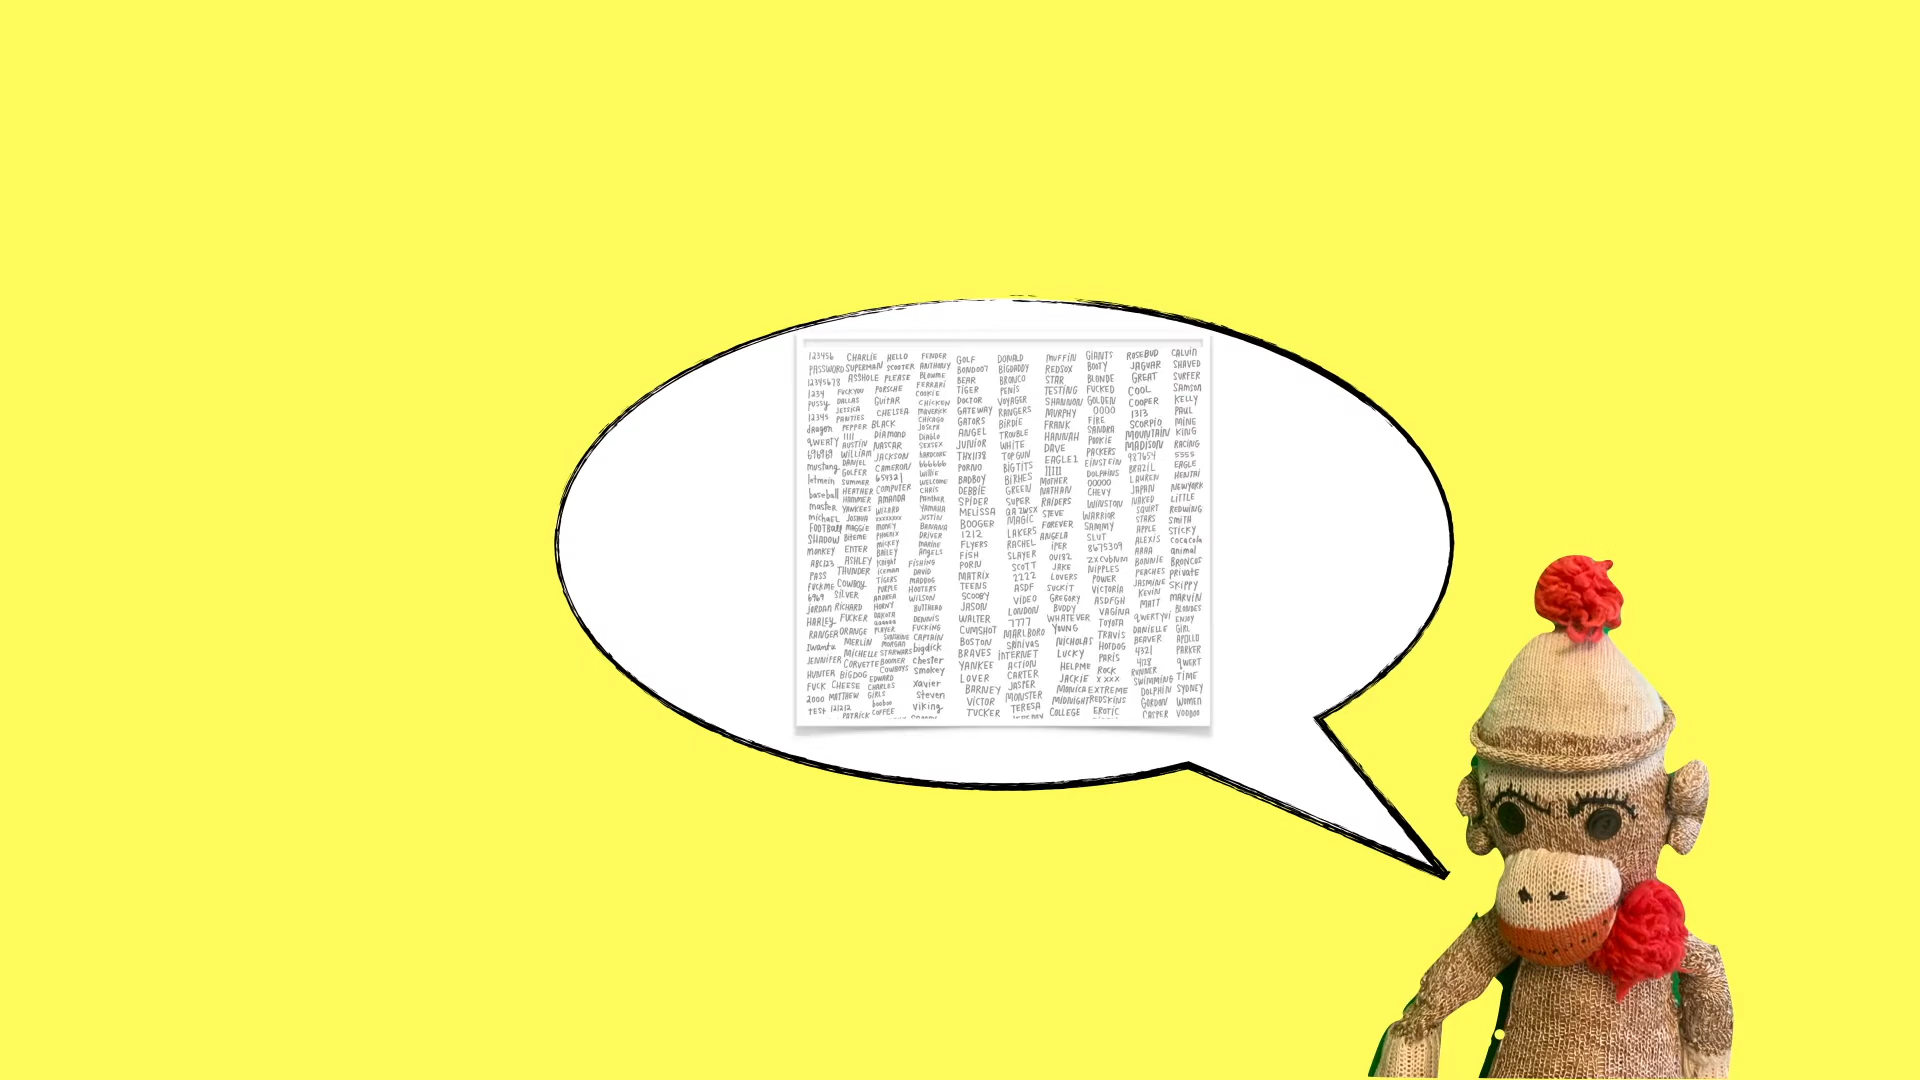 123456
PASSWORD
12345678
1234
pussy
12345
dragon
QWERTY
696969
mustang
letmein
baseball
master
michael
FOOTBALL
SHADOW
monkey
ABC123
PASS
FUCKME
6969
JORDAN
HARLEY
RANGER
Iwantu
JENNIFER
HUNTER
FUCK
2000
TEST
CHARLIE
SUPERMAN
ASSHOLE
FUCKYOU
DALLAS
JESSICA
PANTIES
PEPPER
1111
AUSTIN
WILLIAM
DANIEL
GOLFER
SUMMER
HEATHER
HAMMER
YANKEES
JOSHUA
MAGGIE
BITEME
ENTER
ASHLEY
THUNDER
COWBOY
SILVER
RICHARD
FUCKER
ORANGE
MERLIN
MICHELLE
CORVETTE
BIGDOG
CHEESE
MATTHEW
121212
PATRICK
HELLO
SCOOTER
PLEASE
PORSCHE
GUITAR
CHELSEA
BLACK
DIAMOND
NASCAR
JACKSON
CAMERON
654321
COMPUTER
AMANDA
WIZARD
xxxxxxxx
MONEY
PHOENIX
MICKEY
BAILEY
knight
iceman
TIGERS
PURPLE
ANDREA
HORNY
DAKOTA
aaaaaa
PLAYER
SUNSHINE
MORGAN
STARWARS
BOOMER
COWBOYS
EDWARD
CHARLES
GIRLS
booboo
COFFEE
FENDER
ANTHONY
BLOWME
FERRARI
COOKIE
CHICKEN
maverick
CHICAGO
JOSEPH
DIABLO
SEXSEX
hardcore
666666
willie
WELCOME
CHRIS
Panther
YAMAHA
JUSTIN
BANANA
DRIVER
MARINE
ANGELS
FISHING
DAVID
MADDOG
HOOTERS
WILSON
BUTTHEAD
DENNIS
FUCKING
CAPTAIN
bigdick
chester
smokey
xavier
steven
viking
GOLF
BOND007
BEAR
TIGER
DOCTOR
GATEWAY
GATORS
ANGEL
JUNIOR
THX1138
PORNO
BADBOY
DEBBIE
SPIDER
MELISSA
BOOGER
1212
FLYERS
FISH
PORN
MATRIX
TEENS
SCOOBY
JASON
WALTER
CUMSHOT
BOSTON
BRAVES
YANKEE
LOVER
BARNEY
VICTOR
TUCKER
DONALD
BIGDADDY
BRONCO
PENIS
VOYAGER
RANGERS
BIRDIE
TROUBLE
WHITE
TOPGUN
BIGTITS
BITCHES
GREEN
SUPER
QAZWSX
MAGIC
LAKERS
RACHEL
SLAYER
SCOTT
2222
ASDF
VIDEO
LONDON
7777
MARLBORO
SRINIVAS
INTERNET
ACTION
CARTER
JASPER
MONSTER
TERESA
JEREMY
MUFFIN
REDSOX
STAR
TESTING
SHANNON
MURPHY
FRANK
HANNAH
DAVE
EAGLE1
11111
MOTHER
NATHAN
RAIDERS
STEVE
FOREVER
ANGELA
VIPER
OU812
JAKE
LOVERS
SUCKIT
GREGORY
BUDDY
WHATEVER
YOUNG
NICHOLAS
LUCKY
HELPME
JACKIE
MONICA
MIDNIGHT
COLLEGE
GIANTS
BOOTY
BLONDE
FUCKED
GOLDEN
0000
FIRE
SANDRA
POOKIE
PACKERS
EINSTEIN
DOLPHINS
00000
CHEVY
WINSTON
WARRIOR
SAMMY
SLUT
8675309
zxcvbnm
NIPPLES
POWER
VICTORIA
ASDFGH
VAGINA
TOYOTA
TRAVIS
HOTDOG
PARIS
ROCK
XXXX
EXTREME
REDSKINS
EROTIC
ROSEBUD
JAGUAR
GREAT
COOL
COOPER
1313
SCORPIO
MOUNTAIN
MADISON
987654
BRAZIL
LAUREN
JAPAN
NAKED
SQUIRT
STARS
APPLE
ALEXIS
AAAA
BONNIE
PEACHES
JASMINE
KEVIN
MATT
QWERTYUI
DANIELLE
BEAVER
4321
4128
RUNNER
SWIMMING
DOLPHIN
GORDON
CASPER
CALVIN
SHAVED
SURFER
SAMSON
KELLY
PAUL
MINE
KING
RACING
5555
EAGLE
HENTAI
NEWYORK
LITTLE
REDWINGS
SMITH
STICKY
cocacola
animal
BRONCOS
private
SKIPPY
MARVIN
BLONDES
ENJOY
GIRL
APOLLO
PARKER
QWERT
TIME
SYDNEY
WOMEN
VOODOO